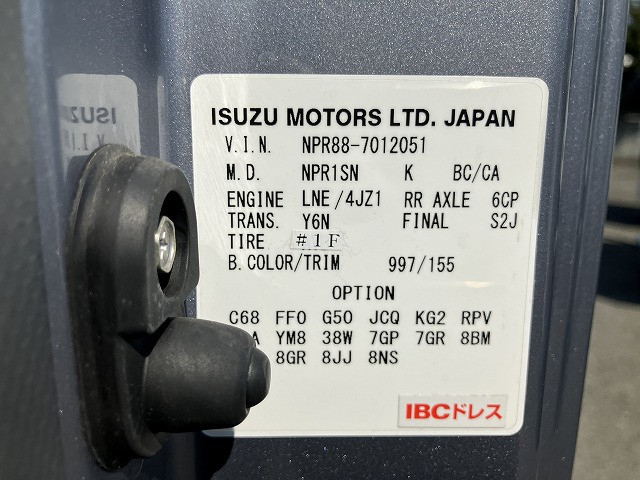 ISUZU MOTORS LTD. JAPAN
V.I.N. NPR88-7012051
M.D. NPR1SN K BC/CA
ENGINE LNE/4JZ1 RR AXLE 6CP
TRANS. Y6N FINAL S2J
TIRE #1F
B.COLOR/TRIM 997/155
OPTION
C68 FF0 G50 JCQ KG2 RPV
A YM8 38W 7GP 7GR 8BM
8GR 8JJ 8NS
IBCドレス